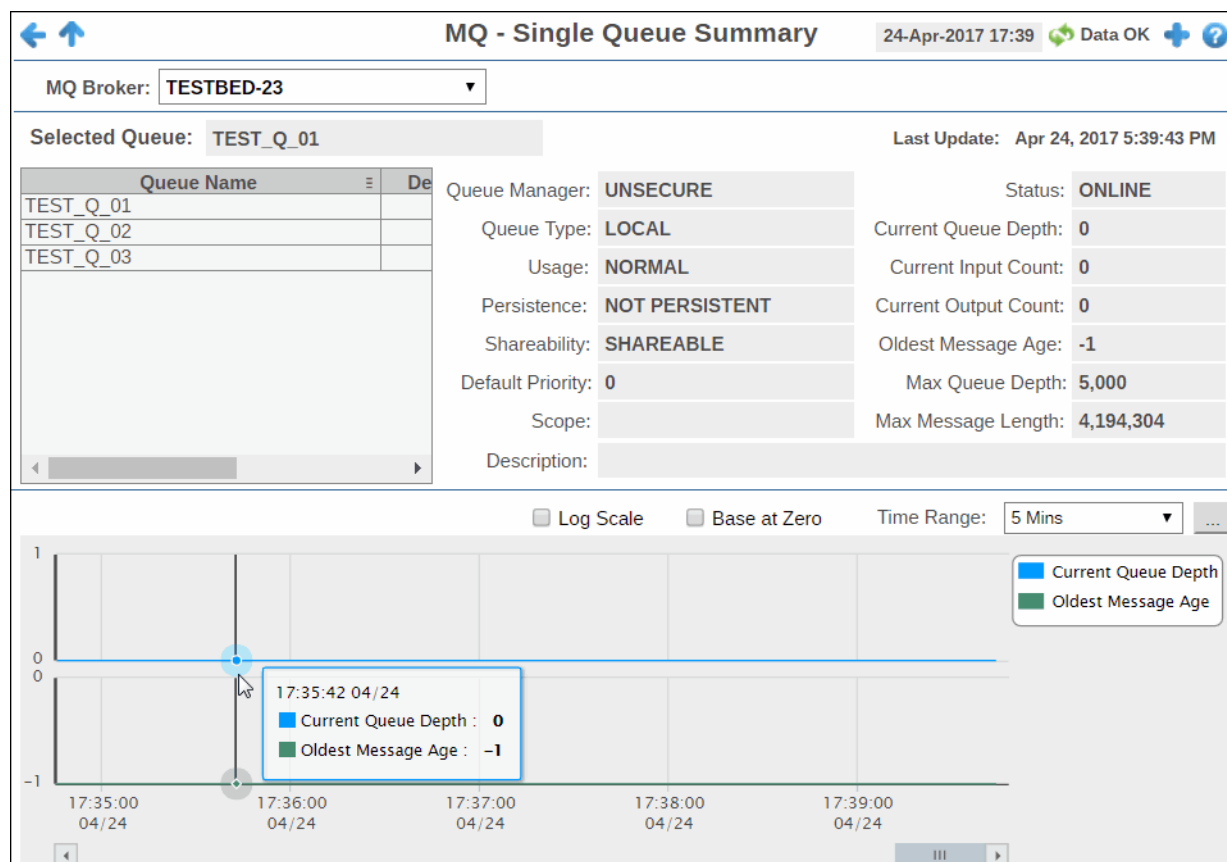 MQ - Single Queue Summary
24-Apr-2017 17:39 Data OK
MQ Broker: TESTBED-23
Selected Queue: TEST_Q_01
Last Update: Apr 24, 2017 5:39:43 PM
Queue Name De
TEST_Q_01
TEST_Q_02
TEST_Q_03
Queue Manager: UNSECURE
Queue Type: LOCAL
Usage: NORMAL
Persistence: NOT PERSISTENT
Shareability: SHAREABLE
Default Priority: 0
Scope:
Description:
Status: ONLINE
Current Queue Depth: 0
Current Input Count: 0
Current Output Count: 0
Oldest Message Age: -1
Max Queue Depth: 5,000
Max Message Length: 4,194,304
Log Scale Base at Zero Time Range: 5 Mins ...
1
0
0
-1
Current Queue Depth
Oldest Message Age
17:35:42 04/24
Current Queue Depth : 0
Oldest Message Age : -1
17:35:00 17:36:00 17:37:00 17:38:00 17:39:00
04/24 04/24 04/24 04/24 04/24